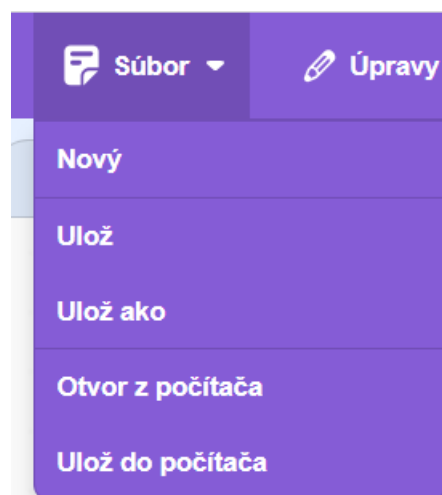 Súbor Úpravy
Nový
Ulož
Ulož ako
Otvor z počítača
Ulož do počítača